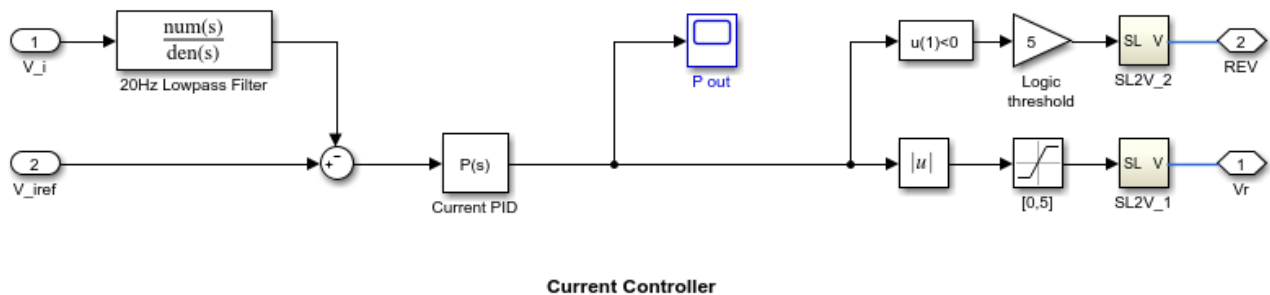 1
V_i
num(s)
den(s)
20Hz Lowpass Filter
P out
u(1)<0
5
Logic
threshold
SL V
SL2V_2
2
REV
2
V_iref
+
-
P(s)
Current PID
|u|
[0,5]
SL V
SL2V_1
1
Vr
Current Controller